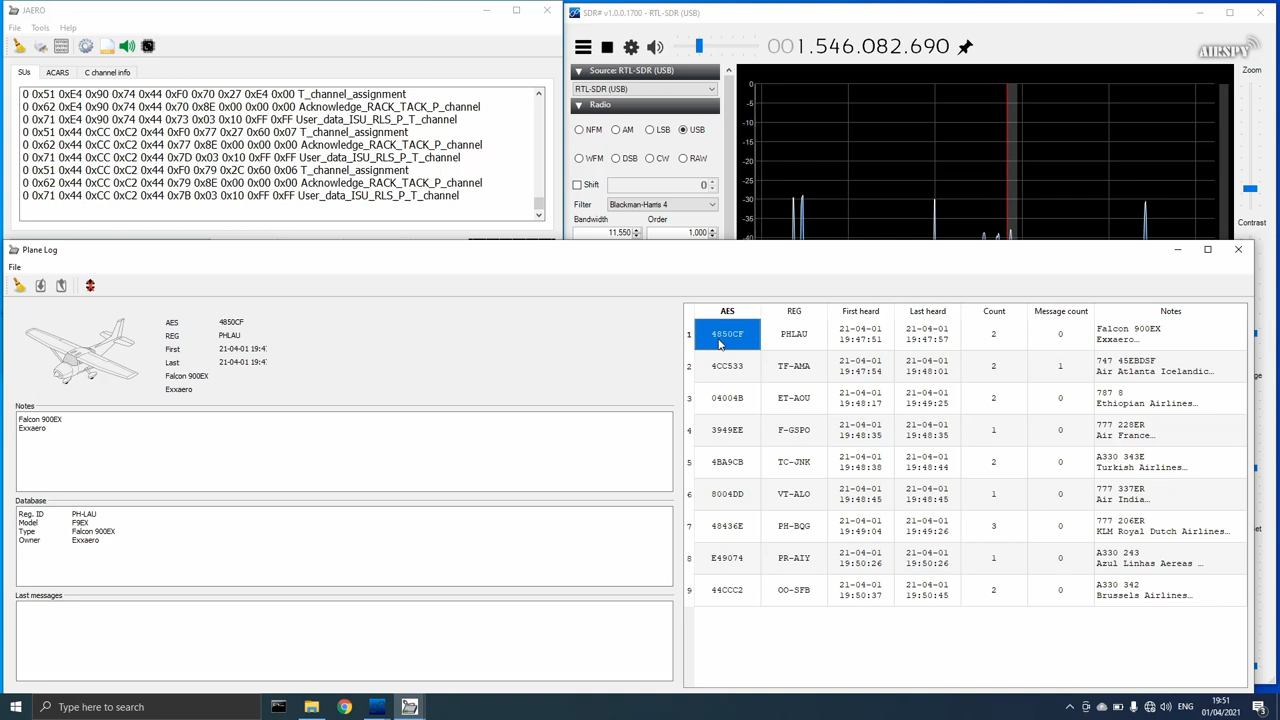 JAERO
File Tools Help
SUs ACARS C channel info
0 0x51 0xE4 0x90 0x74 0x44 0xF0 0x70 0x27 0xE4 0x00 T_channel_assignment
0 0x62 0xE4 0x90 0x74 0x44 0x70 0x8E 0x00 0x00 0x00 Acknowledge_RACK_TACK_P_channel
0 0x71 0xE4 0x90 0x74 0x44 0x73 0x03 0x10 0xFF 0xFF User_data_ISU_RLS_P_T_channel
0 0x51 0x44 0xCC 0xC2 0x44 0xF0 0x77 0x27 0x60 0x07 T_channel_assignment
0 0x62 0x44 0xCC 0xC2 0x44 0x77 0x8E 0x00 0x00 0x00 Acknowledge_RACK_TACK_P_channel
0 0x71 0x44 0xCC 0xC2 0x44 0x7D 0x03 0x10 0xFF 0xFF User_data_ISU_RLS_P_T_channel
0 0x51 0x44 0xCC 0xC2 0x44 0xF0 0x79 0x2C 0x60 0x06 T_channel_assignment
0 0x62 0x44 0xCC 0xC2 0x44 0x79 0x8E 0x00 0x00 0x00 Acknowledge_RACK_TACK_P_channel
0 0x71 0x44 0xCC 0xC2 0x44 0x7B 0x03 0x10 0xFF 0xFF User_data_ISU_RLS_P_T_channel
SDR# v1.0.0.1700 - RTL-SDR (USB)
001.546.082.690
AIRSPY
Source: RTL-SDR (USB)
RTL-SDR (USB)
Radio
NFM AM LSB USB
WFM DSB CW RAW
Shift 0
Filter Blackman-Harris 4
Bandwidth Order
11,550 1,000
0
-5
-10
-15
-20
-25
-30
-35
-40
Zoom
Contrast
Plane Log
File
AES 4850CF
REG PHLAU
First 21-04-01 19:4
Last 21-04-01 19:47
Falcon 900EX
Exxaero
Notes
Falcon 900EX
Exxaero
Database
Reg. ID PH-LAU
Model F9EX
Type Falcon 900EX
Owner Exxaero
Last messages
AES REG First heard Last heard Count Message count Notes
1 4850CF PHLAU 21-04-01 19:47:51 21-04-01 19:47:57 2 0 Falcon 900EX Exxaero…
2 4CC533 TF-AMA 21-04-01 19:47:54 21-04-01 19:48:01 2 1 747 45EBDSF Air Atlanta Icelandic…
3 04004B ET-AOU 21-04-01 19:48:17 21-04-01 19:49:25 2 0 787 8 Ethiopian Airlines…
4 3949EE F-GSPO 21-04-01 19:48:35 21-04-01 19:48:35 1 0 777 228ER Air France…
5 4BA9CB TC-JNK 21-04-01 19:48:38 21-04-01 19:48:44 2 0 A330 343E Turkish Airlines…
6 8004DD VT-ALO 21-04-01 19:48:45 21-04-01 19:48:45 1 0 777 337ER Air India…
7 48436E PH-BQG 21-04-01 19:49:04 21-04-01 19:49:26 3 0 777 206ER KLM Royal Dutch Airlines…
8 E49074 PR-AIY 21-04-01 19:50:26 21-04-01 19:50:26 1 0 A330 243 Azul Linhas Aereas …
9 44CCC2 OO-SFB 21-04-01 19:50:37 21-04-01 19:50:45 2 0 A330 342 Brussels Airlines…
Type here to search
ENG
19:51
01/04/2021
3